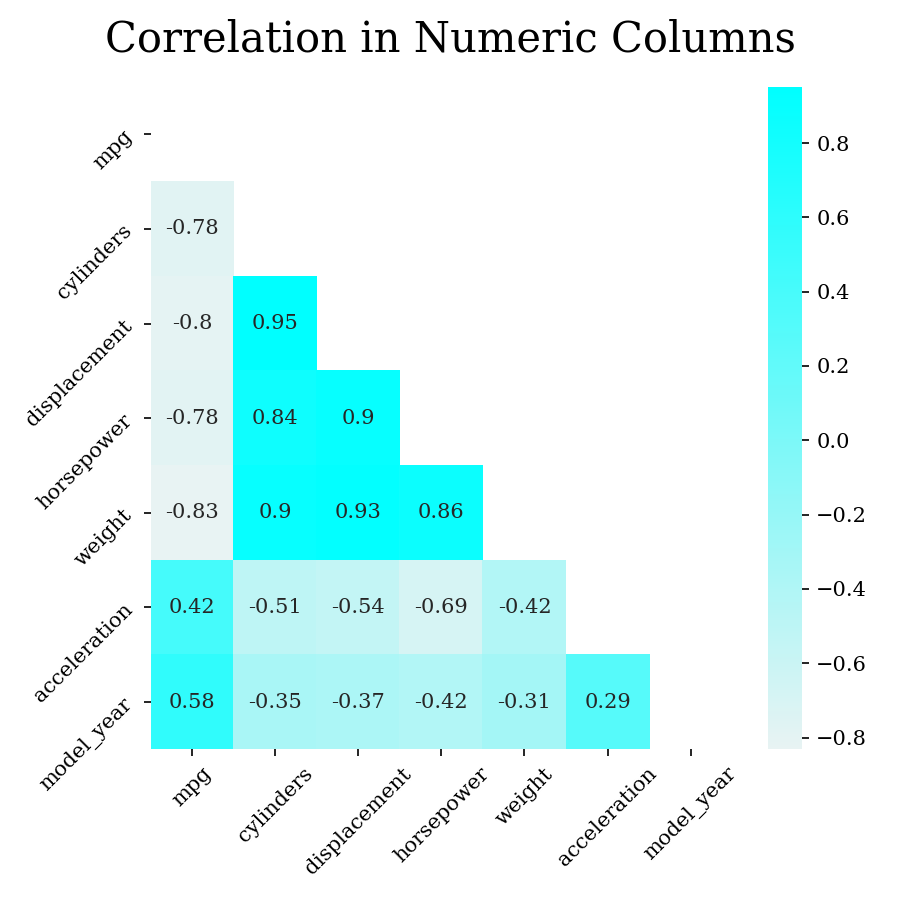 Correlation in Numeric Columns
mpg
cylinders -0.78
displacement -0.8 0.95
horsepower -0.78 0.84 0.9
weight -0.83 0.9 0.93 0.86
acceleration 0.42 -0.51 -0.54 -0.69 -0.42
model_year 0.58 -0.35 -0.37 -0.42 -0.31 0.29
mpg cylinders displacement horsepower weight acceleration model_year
0.8
0.6
0.4
0.2
0.0
−0.2
−0.4
−0.6
−0.8